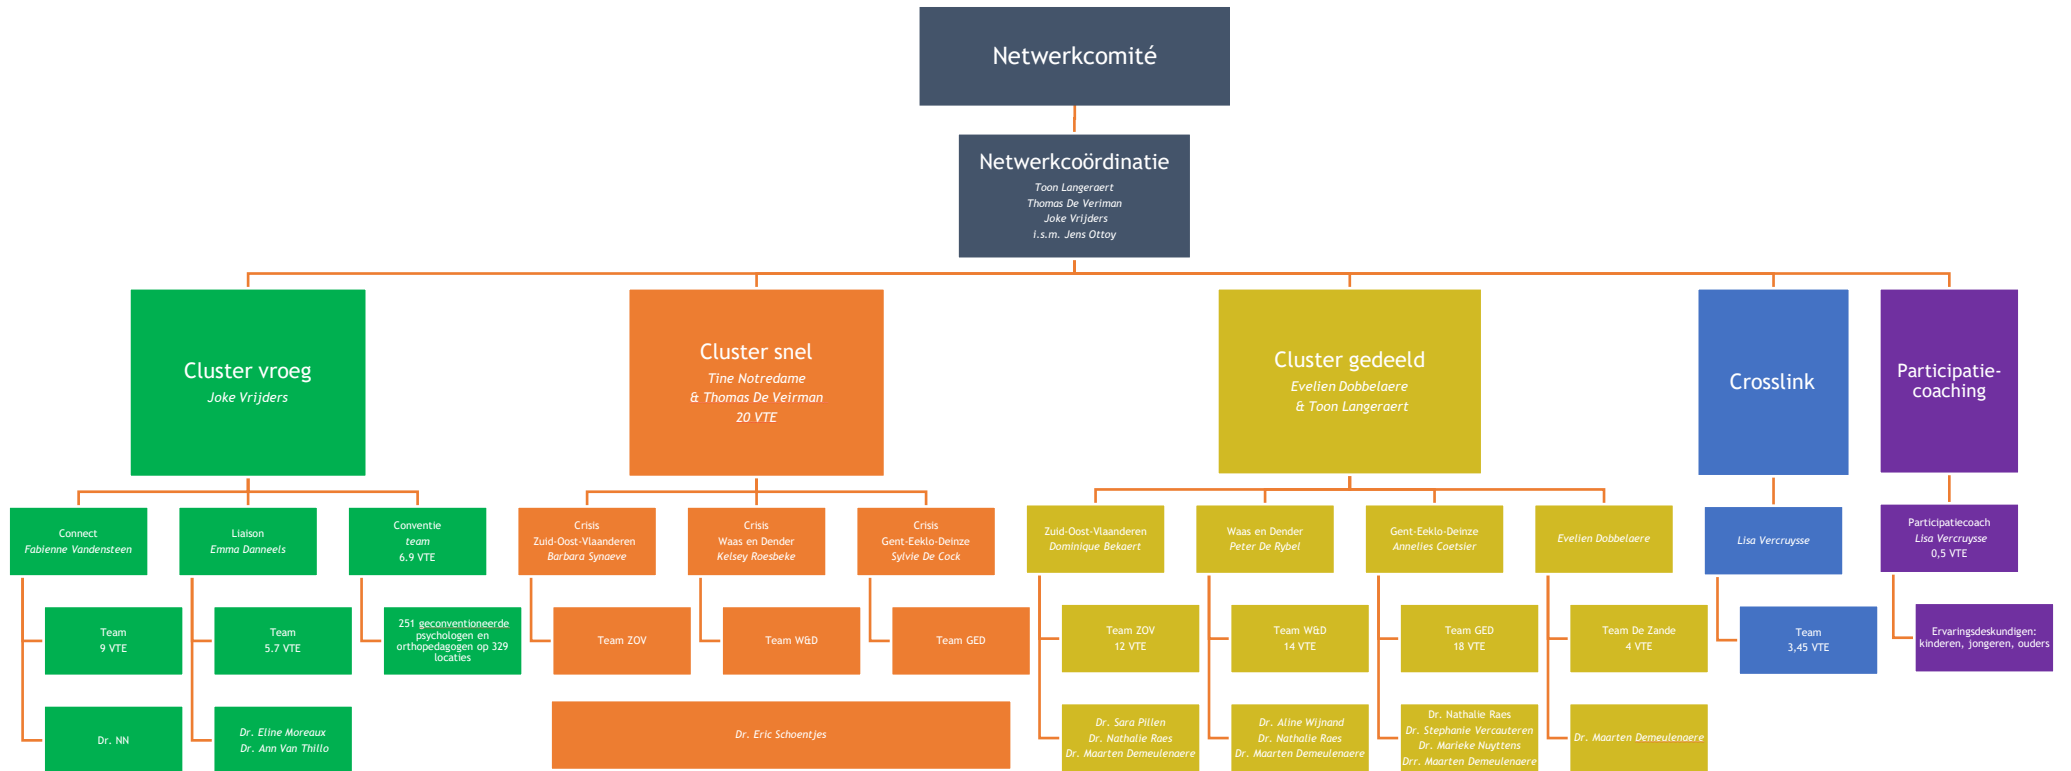 Netwerkcomité
Netwerkcoördinatie
Toon Langeraert
Thomas De Veriman
Joke Vrijders
i.s.m. Jens Ottoy
Cluster vroeg
Joke Vrijders
Cluster snel
Tine Notredame
& Thomas De Veirman
20 VTE
Cluster gedeeld
Evelien Dobbelaere
& Toon Langeraert
Crosslink
Participatie-
coaching
Connect
Fabienne Vandensteen
Liaison
Emma Danneels
Conventie
team
6.9 VTE
Crisis
Zuid-Oost-Vlaanderen
Barbara Synaeve
Crisis
Waas en Dender
Kelsey Roesbeke
Crisis
Gent-Eeklo-Deinze
Sylvie De Cock
Zuid-Oost-Vlaanderen
Dominique Bekaert
Waas en Dender
Peter De Rybel
Gent-Eeklo-Deinze
Annelies Coetsier
Evelien Dobbelaere
Lisa Vercruysse
Participatiecoach
Lisa Vercruysse
0,5 VTE
Team
9 VTE
Team
5.7 VTE
251 geconventioneerde
psychologen en
orthopedagogen op 329
locaties
Team ZOV
Team W&D
Team GED
Team ZOV
12 VTE
Team W&D
14 VTE
Team GED
18 VTE
Team De Zande
4 VTE
Team
3,45 VTE
Ervaringsdeskundigen:
kinderen, jongeren, ouders
Dr. NN
Dr. Eline Moreaux
Dr. Ann Van Thillo
Dr. Eric Schoentjes
Dr. Sara Pillen
Dr. Nathalie Raes
Dr. Maarten Demeulenaere
Dr. Aline Wijnand
Dr. Nathalie Raes
Dr. Maarten Demeulenaere
Dr. Nathalie Raes
Dr. Stephanie Vercauteren
Dr. Marieke Nuyttens
Drr. Maarten Demeulenaere
Dr. Maarten Demeulenaere